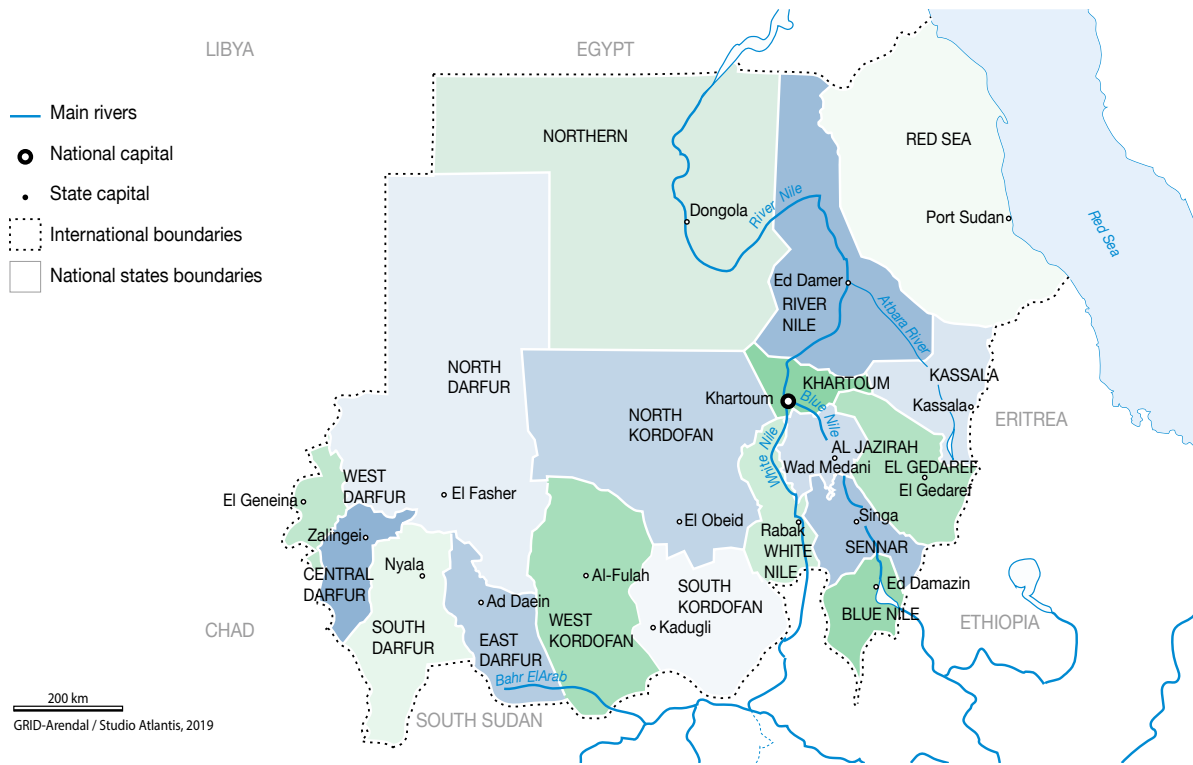 LIBYA
EGYPT
Main rivers
National capital
State capital
International boundaries
National states boundaries
NORTHERN
RED SEA
Dongola
River Nile
Port Sudan
Red Sea
Ed Damer
RIVER
NILE
Atbara River
NORTH
DARFUR
KHARTOUM
KASSALA
Khartoum
Blue Nile
Kassala
ERITREA
NORTH
KORDOFAN
White Nile
AL JAZIRAH
Wad Medani
EL GEDAREF
El Gedaref
WEST
DARFUR
El Geneina
El Fasher
El Obeid
Rabak
Singa
Zalingei
WHITE
NILE
SENNAR
CENTRAL
DARFUR
Nyala
Al-Fulah
SOUTH
KORDOFAN
Ed Damazin
Ad Daein
BLUE NILE
ETHIOPIA
CHAD
SOUTH
DARFUR
EAST
DARFUR
WEST
KORDOFAN
Kadugli
Bahr ElArab
200 km
SOUTH SUDAN
GRID-Arendal / Studio Atlantis, 2019